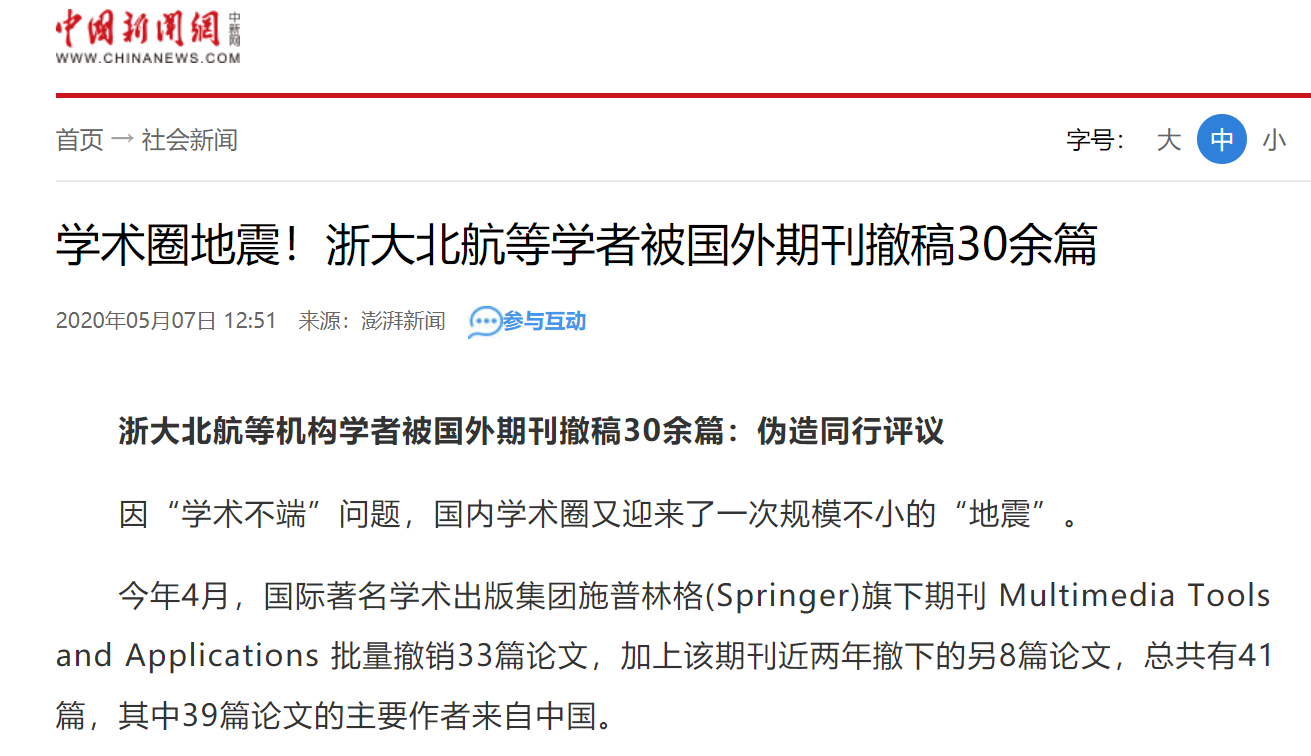 中国新闻網 中新网
WWW.CHINANEWS.COM
首页 → 社会新闻 字号： 大 中 小
学术圈地震！浙大北航等学者被国外期刊撤稿30余篇
2020年05月07日 12:51 来源：澎湃新闻 参与互动
浙大北航等机构学者被国外期刊撤稿30余篇：伪造同行评议
因“学术不端”问题，国内学术圈又迎来了一次规模不小的“地震”。
今年4月，国际著名学术出版集团施普林格(Springer)旗下期刊 Multimedia Tools
and Applications 批量撤销33篇论文，加上该期刊近两年撤下的另8篇论文，总共有41
篇，其中39篇论文的主要作者来自中国。